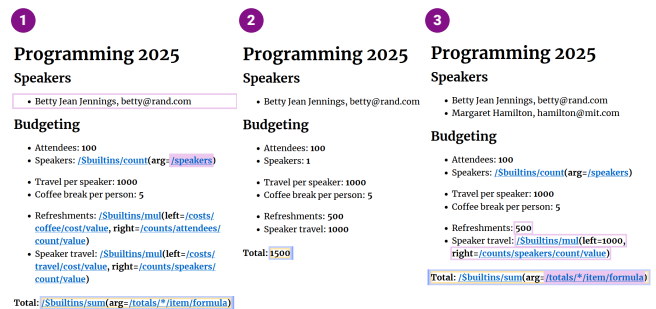 1
Programming 2025
Speakers
• Betty Jean Jennings, betty@rand.com
Budgeting
• Attendees: 100
• Speakers: /$builtins/count(arg=/speakers)
• Travel per speaker: 1000
• Coffee break per person: 5
• Refreshments: /$builtins/mul(left=/costs/
coffee/cost/value, right=/counts/attendees/
count/value)
• Speaker travel: /$builtins/mul(left=/costs/
travel/cost/value, right=/counts/speakers/
count/value)
Total: /$builtins/sum(arg=/totals/*/item/formula)
2
Programming 2025
Speakers
• Betty Jean Jennings, betty@rand.com
Budgeting
• Attendees: 100
• Speakers: 1
• Travel per speaker: 1000
• Coffee break per person: 5
• Refreshments: 500
• Speaker travel: 1000
Total: 1500
3
Programming 2025
Speakers
• Betty Jean Jennings, betty@rand.com
• Margaret Hamilton, hamilton@mit.com
Budgeting
• Attendees: 100
• Speakers: /$builtins/count(arg=/speakers)
• Travel per speaker: 1000
• Coffee break per person: 5
• Refreshments: 500
• Speaker travel: /$builtins/mul(left=1000,
right=/counts/speakers/count/value)
Total: /$builtins/sum(arg=/totals/*/item/formula)